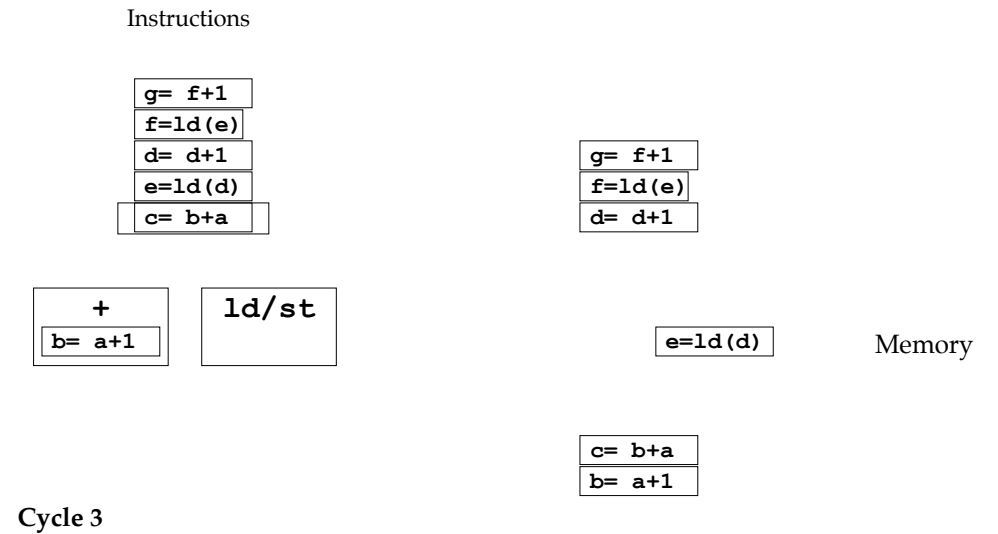 Instructions
g= f+1
f=ld(e)
d= d+1
e=ld(d)
c= b+a
+
b= a+1
ld/st
g= f+1
f=ld(e)
d= d+1
e=ld(d)
Memory
c= b+a
b= a+1
Cycle 3